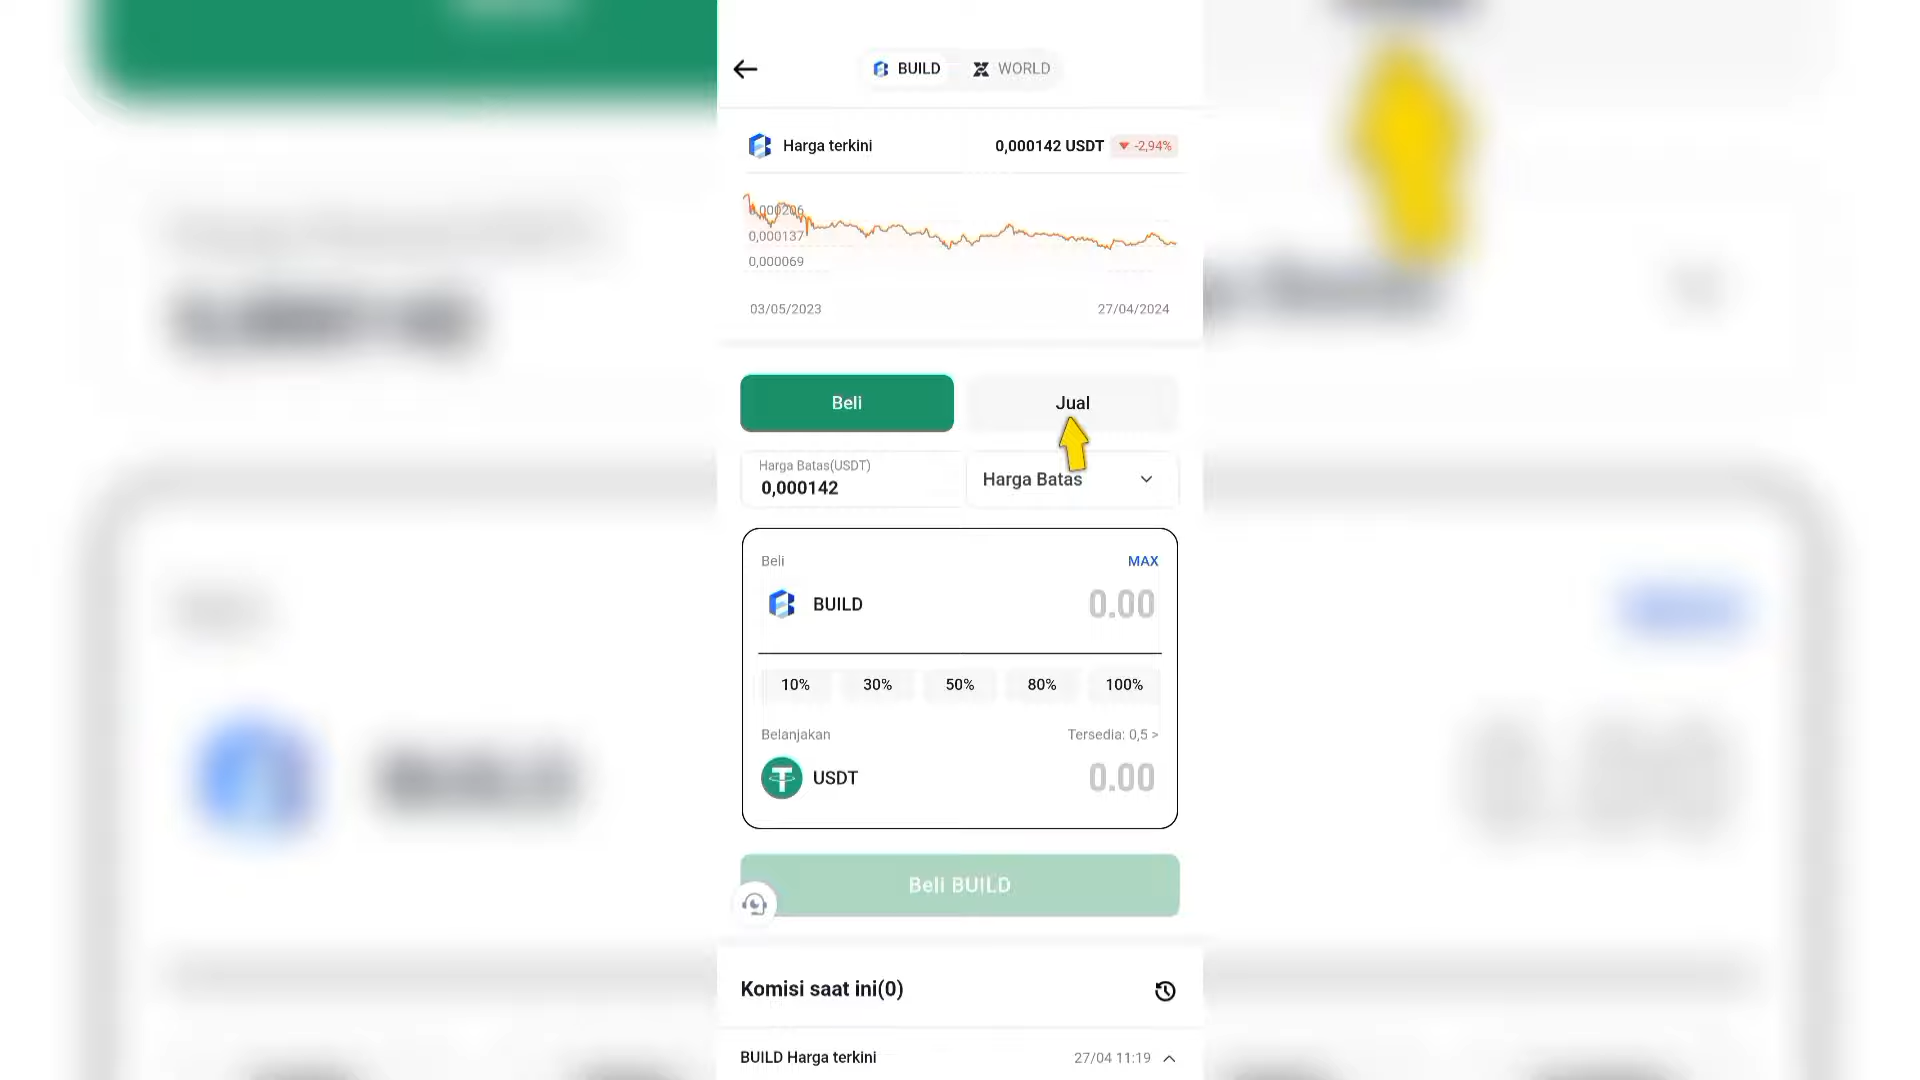 BUILD WORLD
Harga terkini 0,000142 USDT -2,94%
0,000206
0,000137
0,000069
03/05/2023 27/04/2024
Beli Jual
Harga Batas(USDT)
0,000142 Harga Batas
Beli MAX
BUILD 0.00
10% 30% 50% 80% 100%
Belanjakan Tersedia: 0,5 >
USDT 0.00
Beli BUILD
Komisi saat ini(0)
BUILD Harga terkini 27/04 11:19